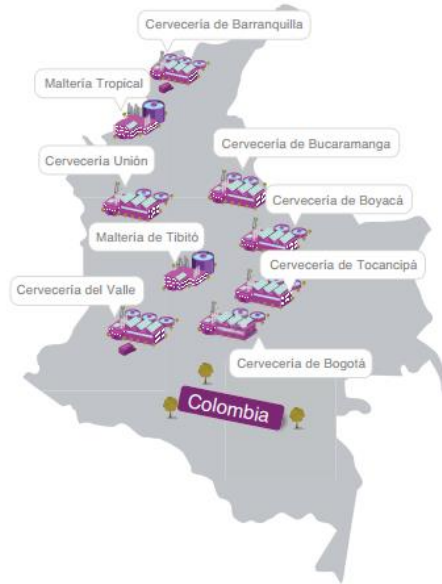 Cervecería de Barranquilla
Maltería Tropical
Cervecería de Bucaramanga
Cervecería Unión
Cervecería de Boyacá
Maltería de Tibitó
Cervecería de Tocancipá
Cervecería del Valle
Cervecería de Bogotá
Colombia